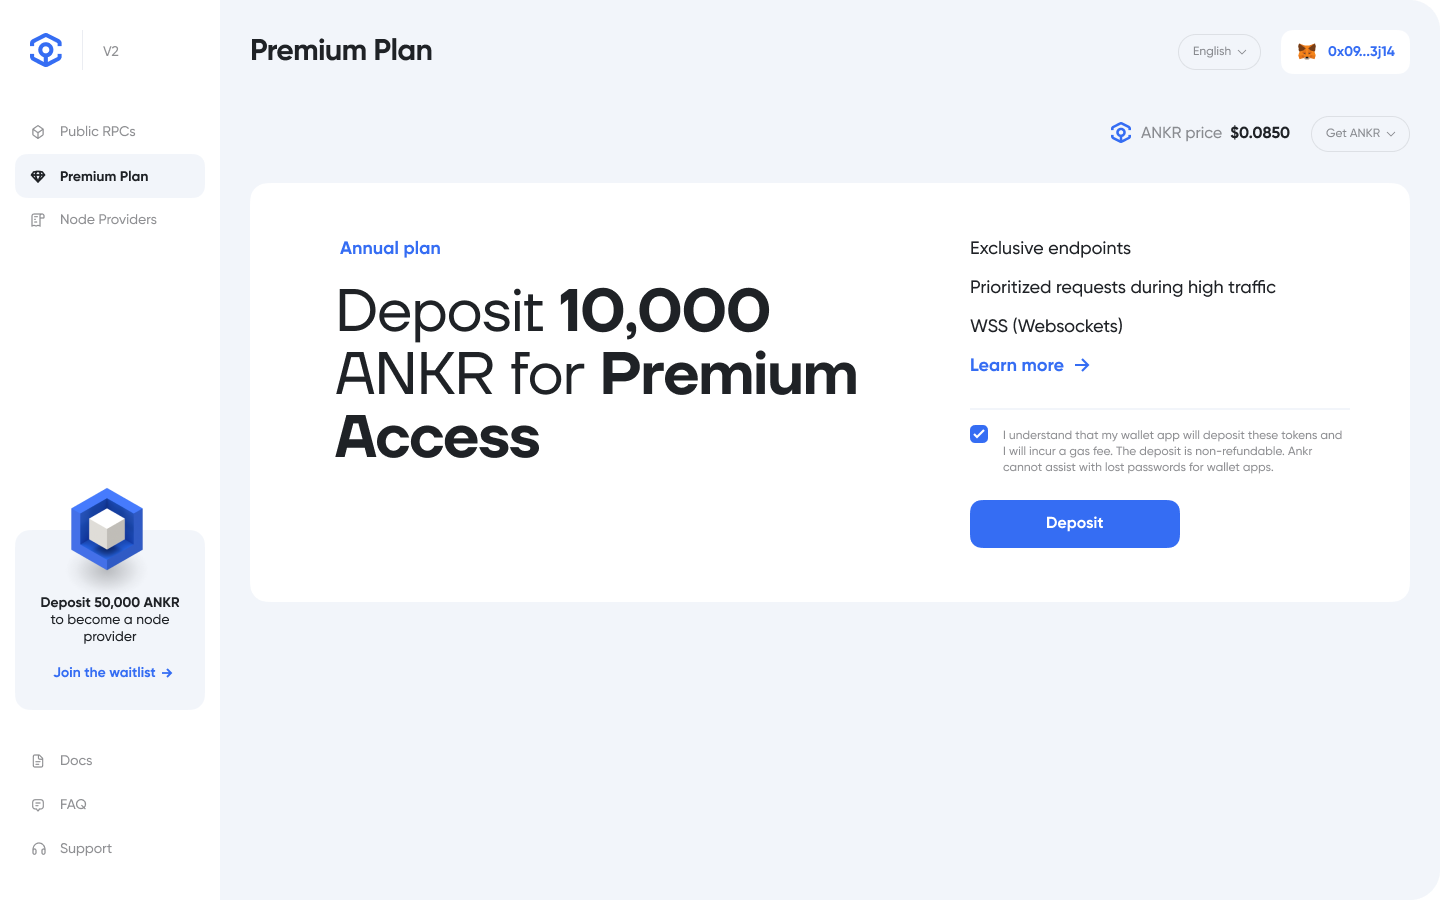 V2
Public RPCs
Premium Plan
Node Providers
Deposit 50,000 ANKR
to become a node
provider
Join the waitlist →
Docs
FAQ
Support
Premium Plan
English
0x09...3j14
ANKR price $0.0850
Get ANKR
Annual plan
Deposit 10,000
ANKR for Premium
Access
Exclusive endpoints
Prioritized requests during high traffic
WSS (Websockets)
Learn more →
I understand that my wallet app will deposit these tokens and
I will incur a gas fee. The deposit is non-refundable. Ankr
cannot assist with lost passwords for wallet apps.
Deposit